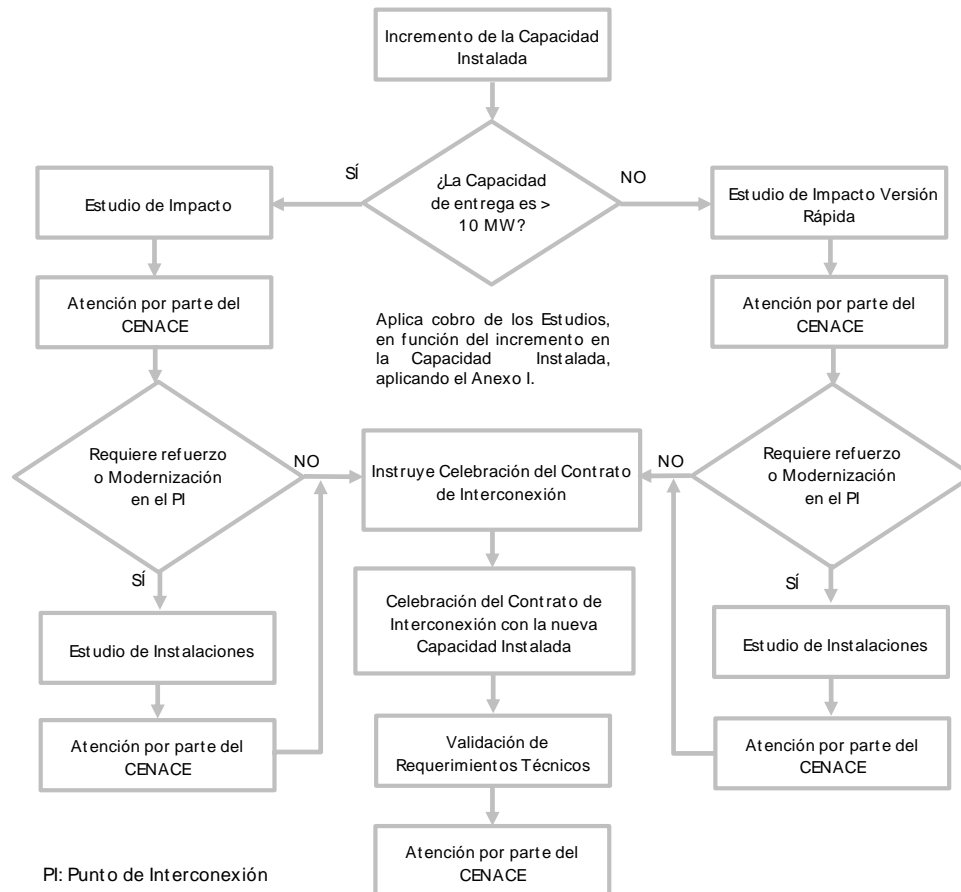 Incremento de la Capacidad
Instalada
SÍ
¿La Capacidad
de entrega es >
10 MW?
NO
Estudio de Impacto
Estudio de Impacto Versión
Rápida
Atención por parte del
CENACE
Atención por parte del
CENACE
Aplica cobro de los Estudios,
en función del incremento en
la Capacidad Instalada,
aplicando el Anexo I.
Requiere refuerzo
o Modernización
en el PI
NO
Instruye Celebración del Contrato
de Interconexión
NO
Requiere refuerzo
o Modernización
en el PI
SÍ
SÍ
Estudio de Instalaciones
Celebración del Contrato de
Interconexión con la nueva
Capacidad Instalada
Estudio de Instalaciones
Atención por parte del
CENACE
Validación de
Requerimientos Técnicos
Atención por parte del
CENACE
Atención por parte del
CENACE
PI: Punto de Interconexión